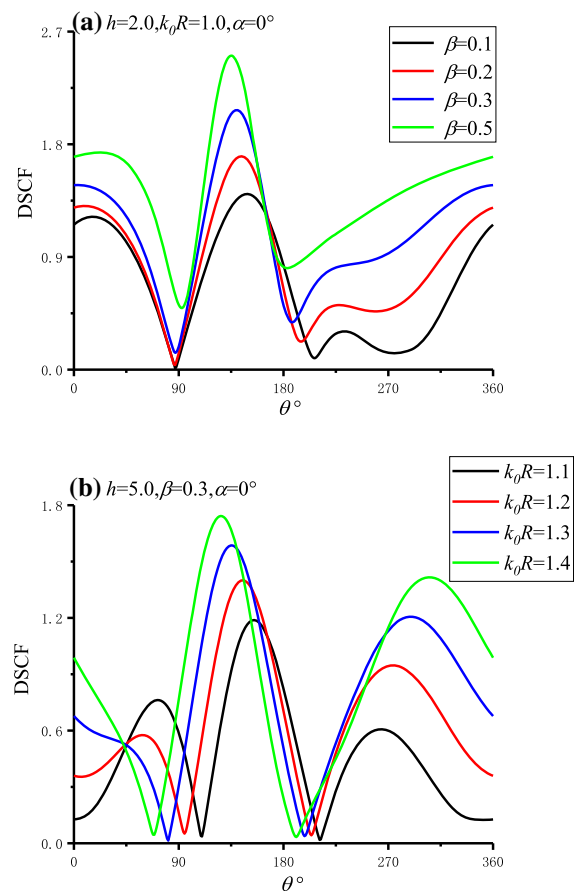 (a) h=2.0,k₀R=1.0,α=0°
2.7
1.8
0.9
0.0
DSCF
β=0.1
β=0.2
β=0.3
β=0.5
0 90 180 270 360
θ°
(b) h=5.0,β=0.3,α=0°
1.8
1.2
0.6
0.0
DSCF
k₀R=1.1
k₀R=1.2
k₀R=1.3
k₀R=1.4
0 90 180 270 360
θ°